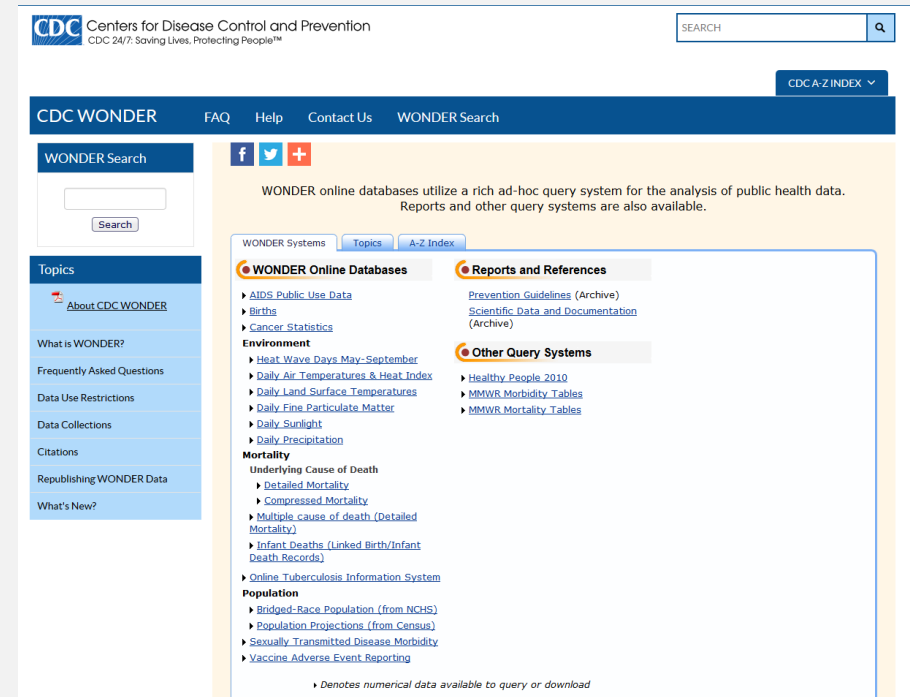 CDC Centers for Disease Control and Prevention
CDC 24/7: Saving Lives, Protecting People™
SEARCH
CDC A-Z INDEX
CDC WONDER
FAQ
Help
Contact Us
WONDER Search
WONDER Search
Search
Topics
About CDC WONDER
What is WONDER?
Frequently Asked Questions
Data Use Restrictions
Data Collections
Citations
Republishing WONDER Data
What's New?
WONDER online databases utilize a rich ad-hoc query system for the analysis of public health data.
Reports and other query systems are also available.
WONDER Systems
Topics
A-Z Index
WONDER Online Databases
AIDS Public Use Data
Births
Cancer Statistics
Environment
Heat Wave Days May-September
Daily Air Temperatures & Heat Index
Daily Land Surface Temperatures
Daily Fine Particulate Matter
Daily Sunlight
Daily Precipitation
Mortality
Underlying Cause of Death
Detailed Mortality
Compressed Mortality
Multiple cause of death (Detailed
Mortality)
Infant Deaths (Linked Birth/Infant
Death Records)
Online Tuberculosis Information System
Population
Bridged-Race Population (from NCHS)
Population Projections (from Census)
Sexually Transmitted Disease Morbidity
Vaccine Adverse Event Reporting
Reports and References
Prevention Guidelines (Archive)
Scientific Data and Documentation
(Archive)
Other Query Systems
Healthy People 2010
MMWR Morbidity Tables
MMWR Mortality Tables
Denotes numerical data available to query or download